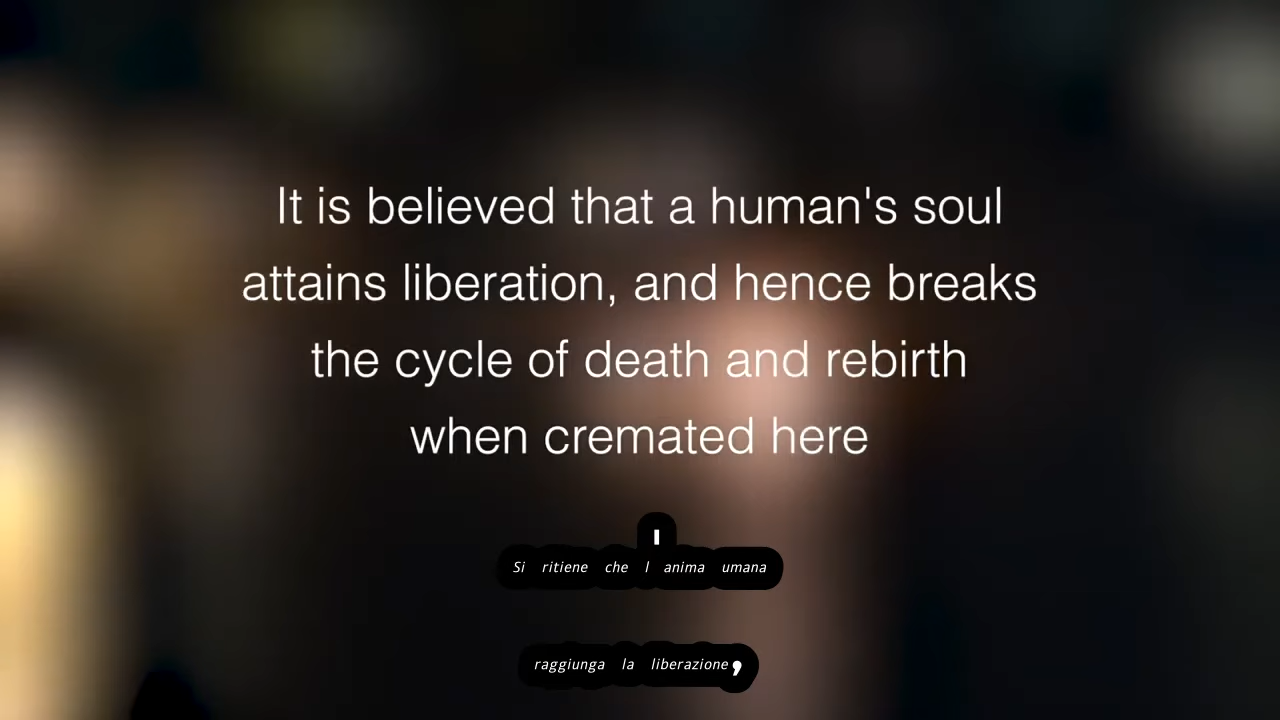 It is believed that a human's soul
attains liberation, and hence breaks
the cycle of death and rebirth
when cremated here
Si ritiene che l'anima umana
raggiunga la liberazione,